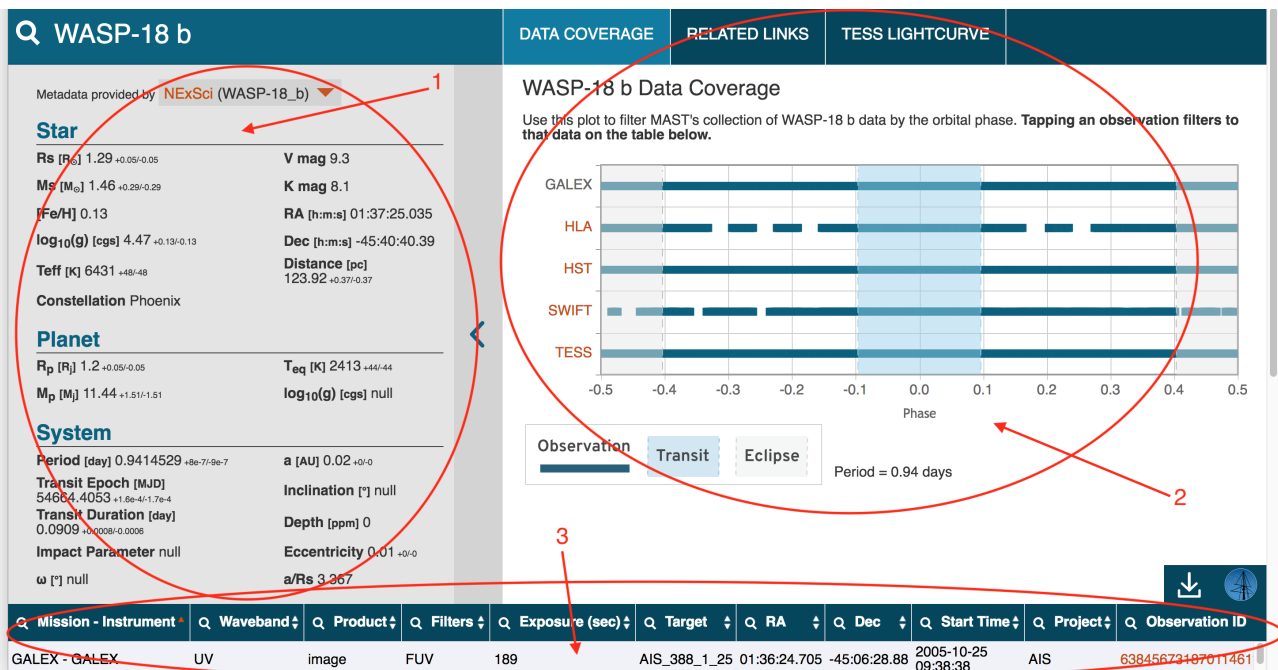 WASP-18 b
DATA COVERAGE
RELATED LINKS
TESS LIGHTCURVE
1
Metadata provided by NExSci (WASP-18_b)
Star
Rs [R⊙] 1.29 +0.05/-0.05
V mag 9.3
Ms [M⊙] 1.46 +0.29/-0.29
K mag 8.1
[Fe/H] 0.13
RA [h:m:s] 01:37:25.035
log10(g) [cgs] 4.47 +0.13/-0.13
Dec [h:m:s] -45:40:40.39
Teff [K] 6431 +48/-48
Distance [pc]
123.92 +0.37/-0.37
Constellation Phoenix
Planet
Rp [Rj] 1.2 +0.05/-0.05
Teq [K] 2413 +44/-44
Mp [Mj] 11.44 +1.51/-1.51
log10(g) [cgs] null
System
Period [day] 0.9414529 +8e-7/-9e-7
a [AU] 0.02 +0/-0
Transit Epoch [MJD]
54664.4053 +1.6e-4/-1.7e-4
Inclination [°] null
Transit Duration [day]
0.0909 +0.0008/-0.0006
Depth [ppm] 0
Impact Parameter null
Eccentricity 0.01 +0/-0
ω [°] null
a/Rs 3.367
WASP-18 b Data Coverage
Use this plot to filter MAST's collection of WASP-18 b data by the orbital phase. Tapping an observation filters to
that data on the table below.
GALEX
HLA
HST
SWIFT
TESS
-0.5 -0.4 -0.3 -0.2 -0.1 0.0 0.1 0.2 0.3 0.4 0.5
Phase
Observation
Transit
Eclipse
Period = 0.94 days
2
3
Mission - Instrument Waveband Product Filters Exposure (sec) Target RA Dec Start Time Project Observation ID
GALEX - GALEX UV image FUV 189 AIS_388_1_25 01:36:24.705 -45:06:28.88 2005-10-25 09:38:38 AIS 6384567318701146​1